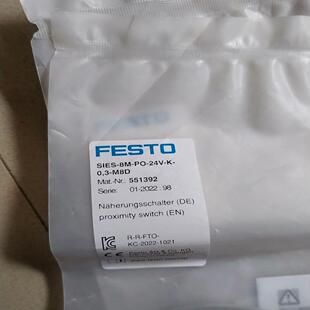 FESTO
SIES-8M-PO-24V-K-
0,3-M8D
Mat.-Nr.: 551392
Serie: 01-2022 : 98
Näherungsschalter (DE)
proximity switch (EN)
R-R-FTO-
KC-2022-1021
CE